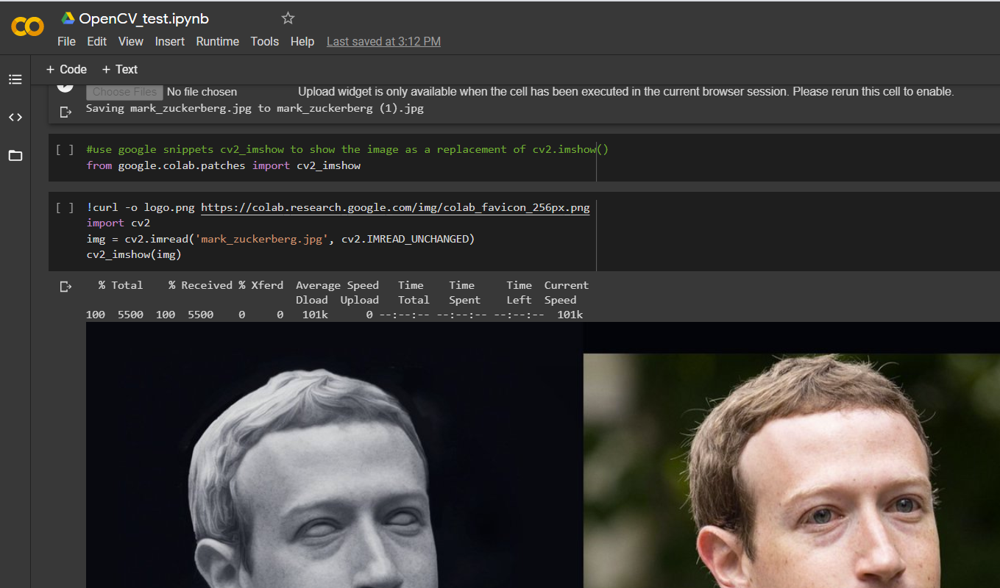 OpenCV_test.ipynb
File Edit View Insert Runtime Tools Help Last saved at 3:12 PM
+ Code + Text
Choose Files No file chosen Upload widget is only available when the cell has been executed in the current browser session. Please rerun this cell to enable.
Saving mark_zuckerberg.jpg to mark_zuckerberg (1).jpg
[ ] #use google snippets cv2_imshow to show the image as a replacement of cv2.imshow()
from google.colab.patches import cv2_imshow
[ ] !curl -o logo.png https://colab.research.google.com/img/colab_favicon_256px.png
import cv2
img = cv2.imread('mark_zuckerberg.jpg', cv2.IMREAD_UNCHANGED)
cv2_imshow(img)
% Total % Received % Xferd Average Speed Time Time Time Current
Dload Upload Total Spent Left Speed
100 5500 100 5500 0 0 101k 0 --:--:-- --:--:-- --:--:-- 101k